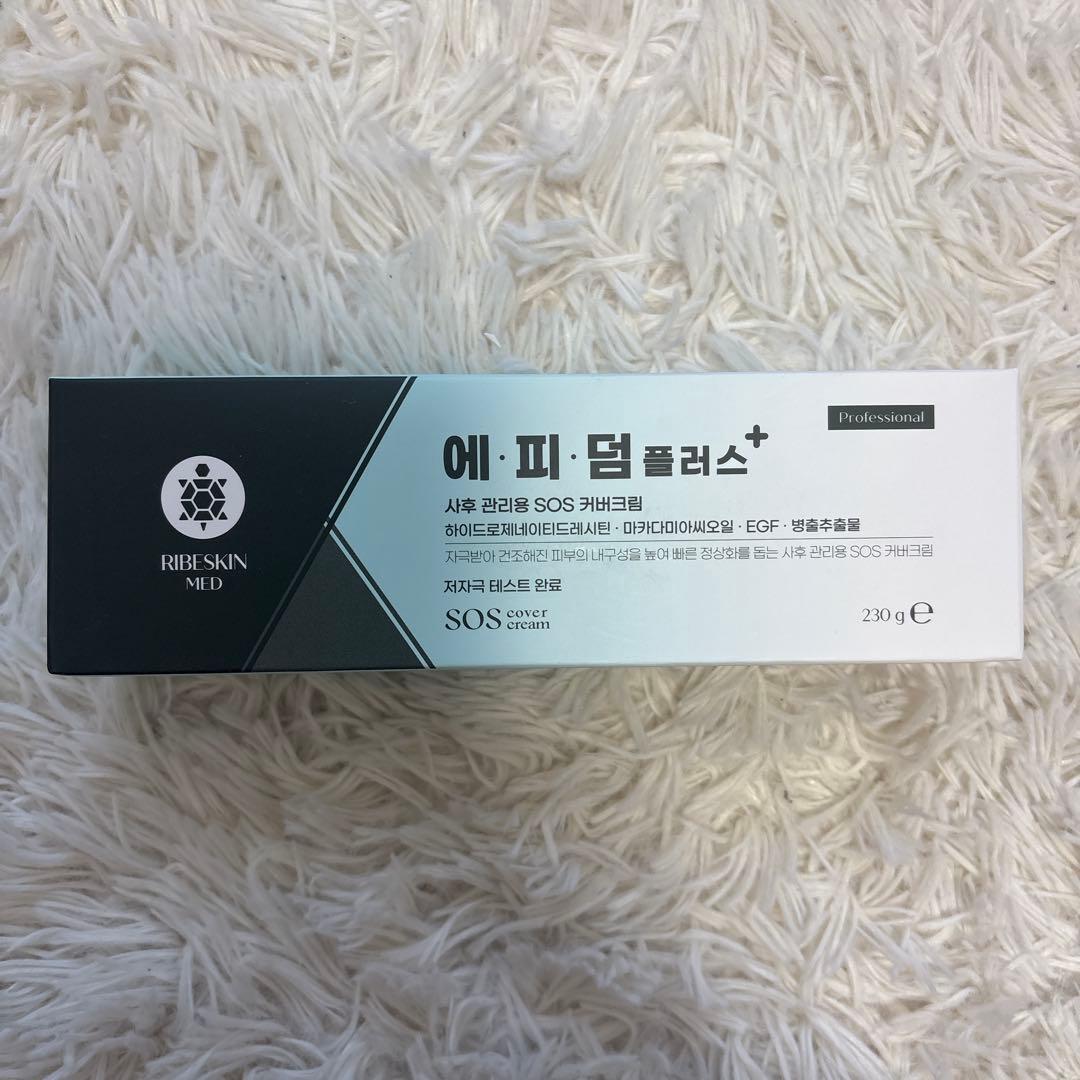 RIBESKIN
MED
Professional
에·피·덤 플러스+
사후 관리용 SOS 커버크림
하이드로제네이티드레시틴 · 마카다미아씨오일 · EGF · 병출추출물
자극받아 건조해진 피부의 내구성을 높여 빠른 정상화를 돕는 사후 관리용 SOS 커버크림
저자극 테스트 완료
SOS cover cream
230 g ℮